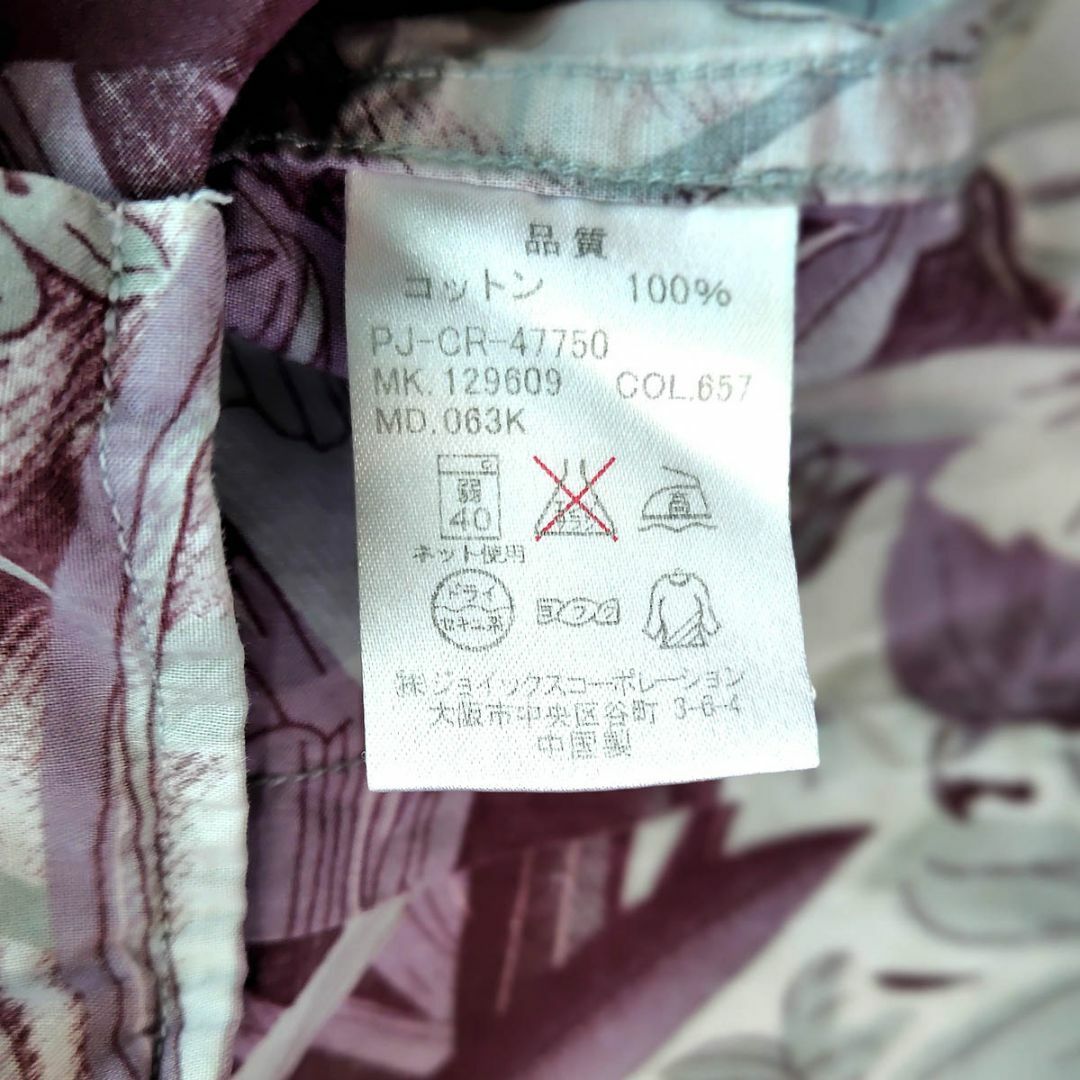 品質
コットン 100%
PJ-CR-47750
MK.129609 COL.657
MD.063K
弱
40
高
ネット使用
ドライ
セキユ系
ヨワク
㈱ジョイックスコーポレーション
大阪市中央区谷町 3-6-4
中国製